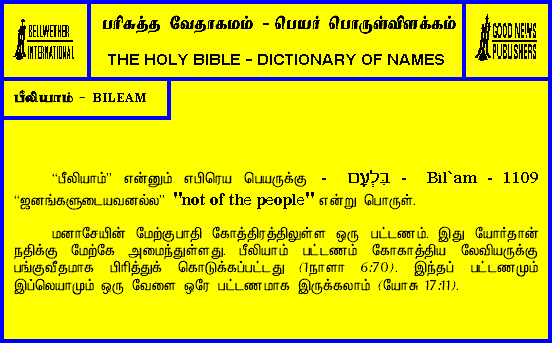 BELLWETHER
INTERNATIONAL
பரிசுத்த வேதாகமம் - பெயர் பொருள்விளக்கம்
THE HOLY BIBLE - DICTIONARY OF NAMES
GOOD NEWS
PUBLISHERS
பீலியாம் - BILEAM
“பீலியாம்” என்னும் எபிரெய பெயருக்கு - בִּלְעָם - Bil`am - 1109
“ஜனங்களுடையவனல்ல” "not of the people" என்று பொருள்.
மனாசேயின் மேற்குபாதி கோத்திரத்திலுள்ள ஒரு பட்டணம். இது யோர்தான்
நதிக்கு மேற்கே அமைந்துள்ளது. பீலியாம் பட்டணம் கோகாத்திய லேவியருக்கு
பங்குவீதமாக பிரித்துக் கொடுக்கப்பட்டது (1நாளா 6:70). இந்தப் பட்டணமும்
இப்லெயாமும் ஒரு வேளை ஒரே பட்டணமாக இருக்கலாம் (யோசு 17:11).